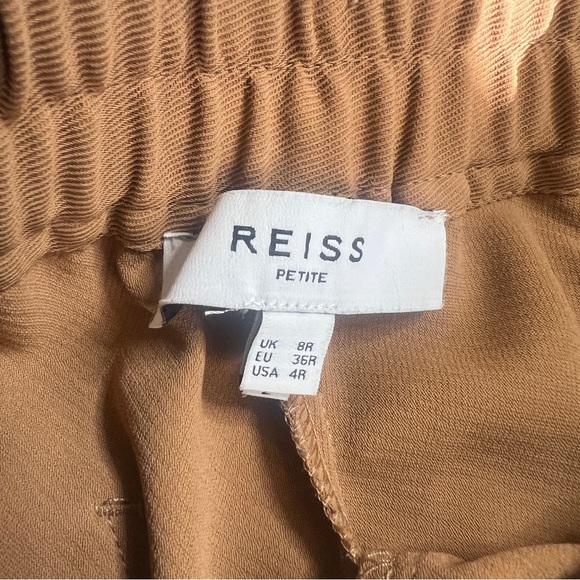 REISS
PETITE
UK 8R
EU 36R
USA 4R